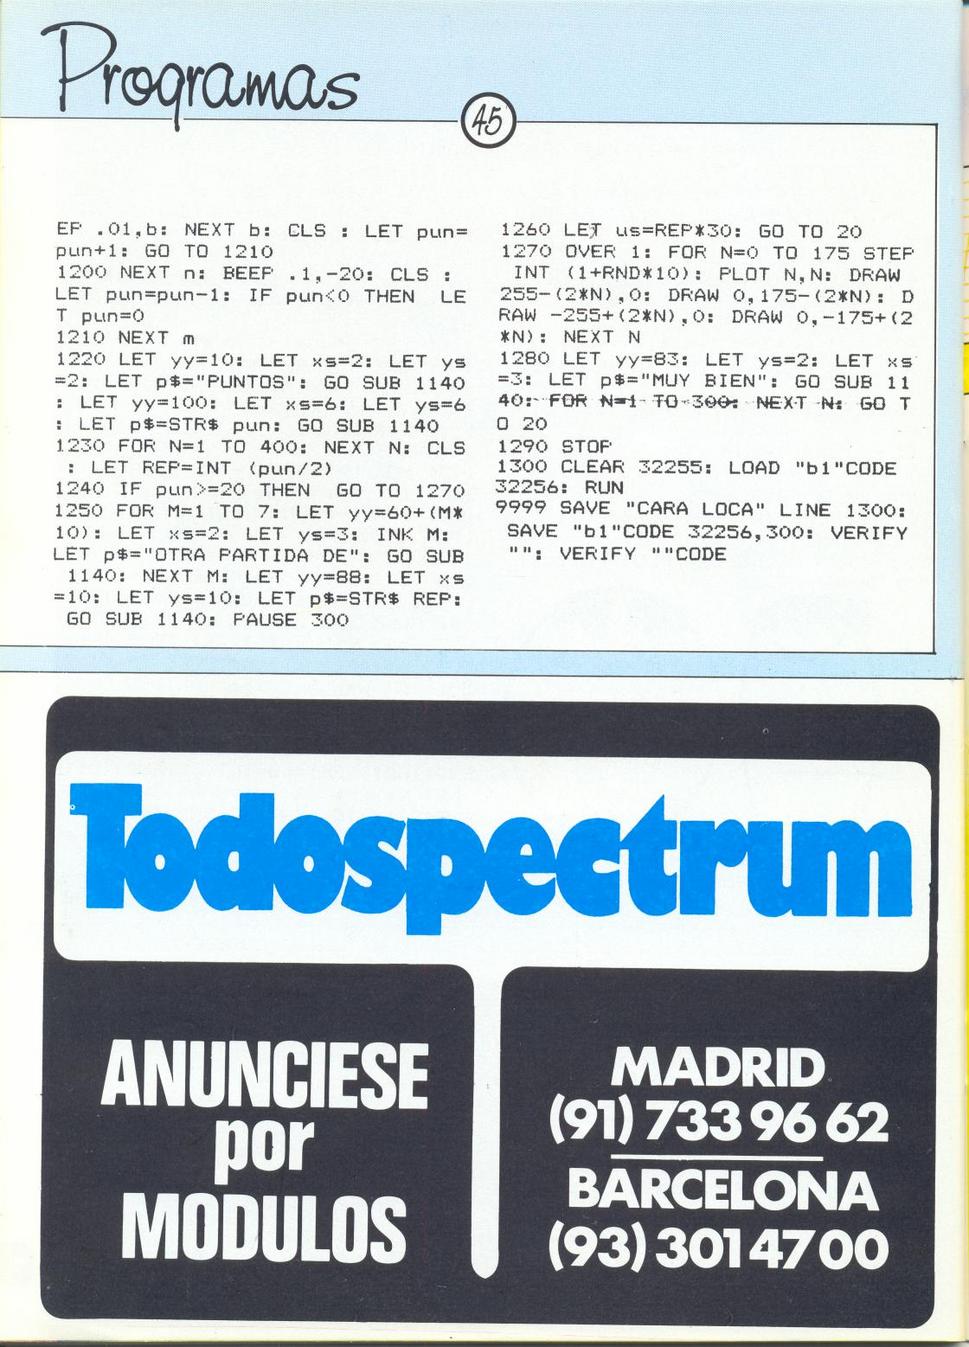 Programas
45
EP .01,b: NEXT b: CLS : LET pun=
pun+1: GO TO 1210
1200 NEXT n: BEEP .1,-20: CLS :
LET pun=pun-1: IF pun<0 THEN  LE
T pun=0
1210 NEXT m
1220 LET yy=10: LET xs=2: LET ys
=2: LET p$="PUNTOS": GO SUB 1140
: LET yy=100: LET xs=6: LET ys=6
: LET p$=STR$ pun: GO SUB 1140
1230 FOR N=1 TO 400: NEXT N: CLS
 : LET REP=INT (pun/2)
1240 IF pun>=20 THEN  GO TO 1270
1250 FOR M=1 TO 7: LET yy=60+(M*
10): LET xs=2: LET ys=3: INK M:
LET p$="OTRA PARTIDA DE": GO SUB
 1140: NEXT M: LET yy=88: LET xs
=10: LET ys=10: LET p$=STR$ REP:
 GO SUB 1140: PAUSE 300
1260 LET us=REP*30: GO TO 20
1270 OVER 1: FOR N=0 TO 175 STEP
 INT (1+RND*10): PLOT N,N: DRAW
255-(2*N),0: DRAW 0,175-(2*N): D
RAW -255+(2*N),0: DRAW 0,-175+(2
*N): NEXT N
1280 LET yy=83: LET ys=2: LET xs
=3: LET p$="MUY BIEN": GO SUB 11
40: FOR N=1 TO 300: NEXT N: GO T
O 20
1290 STOP
1300 CLEAR 32255: LOAD "b1"CODE
32256: RUN
9999 SAVE "CARA LOCA" LINE 1300:
 SAVE "b1"CODE 32256,300: VERIFY
 "": VERIFY ""CODE
Todospectrum
ANUNCIESE
por
MODULOS
MADRID
(91) 733 96 62
BARCELONA
(93) 301 47 00